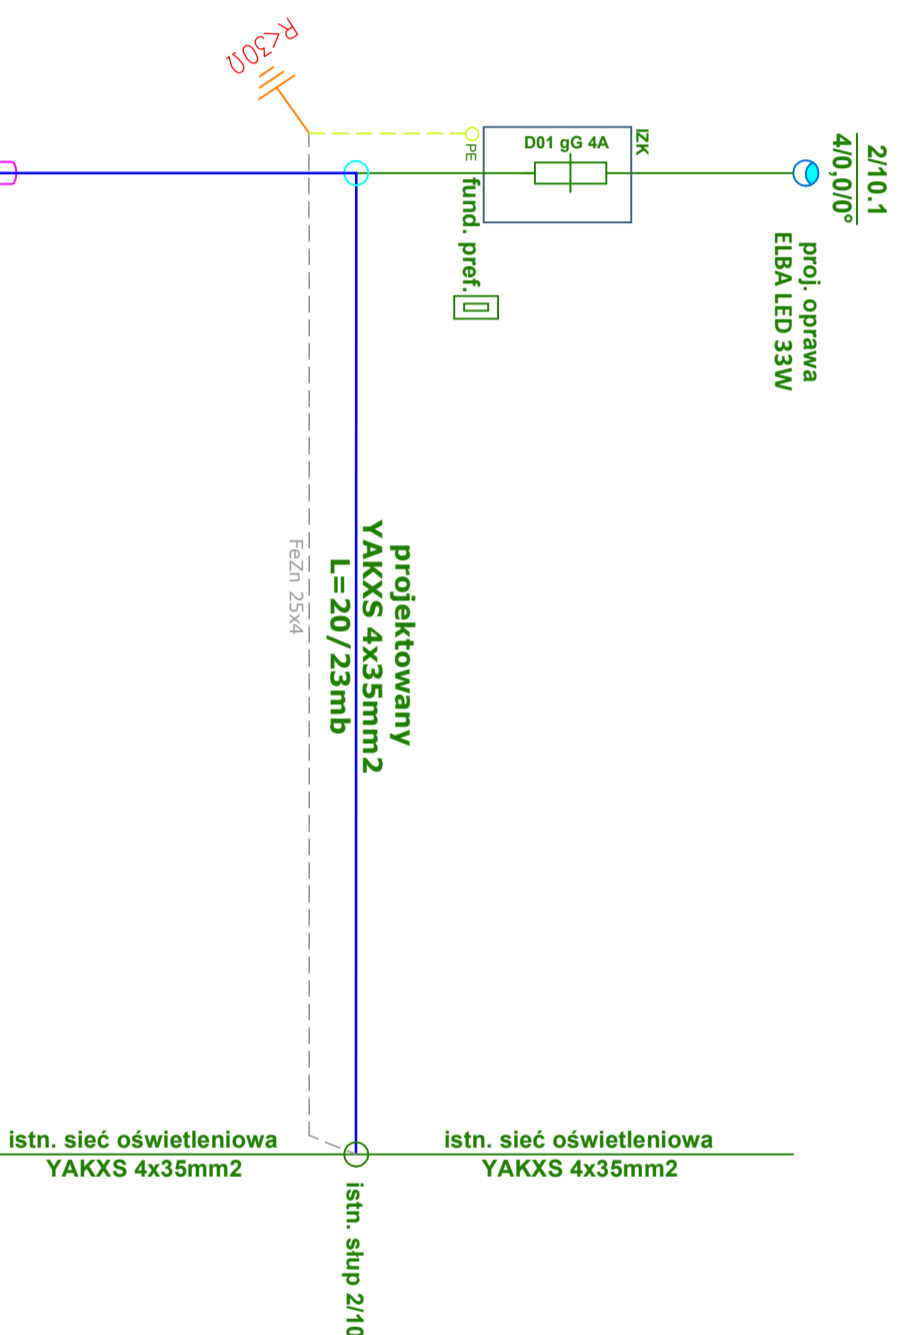 R<30Ω
PE
D01 gG 4A
IZK
2/10.1
4/0,0/0°
proj. oprawa
ELBA LED 33W
fund. pref.
projektowany
YAKXS 4x35mm2
L=20/23mb
FeZn 25x4
istn. sieć oświetleniowa
YAKXS 4x35mm2
istn. sieć oświetleniowa
YAKXS 4x35mm2
istn. słup 2/10